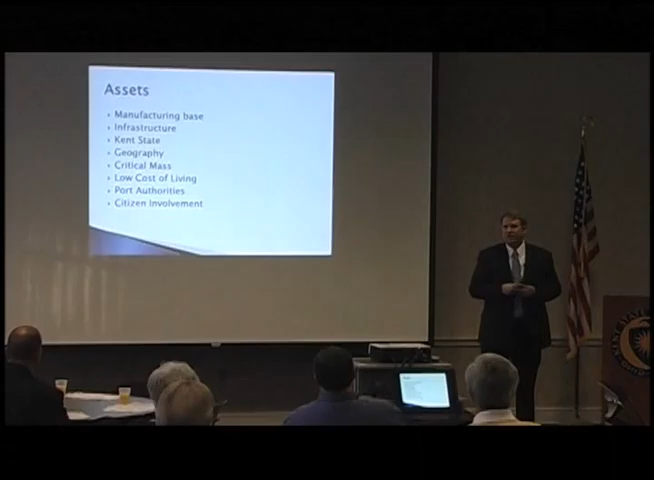 Assets
Manufacturing base
Infrastructure
Kent State
Geography
Critical Mass
Low Cost of Living
Port Authorities
Citizen Involvement